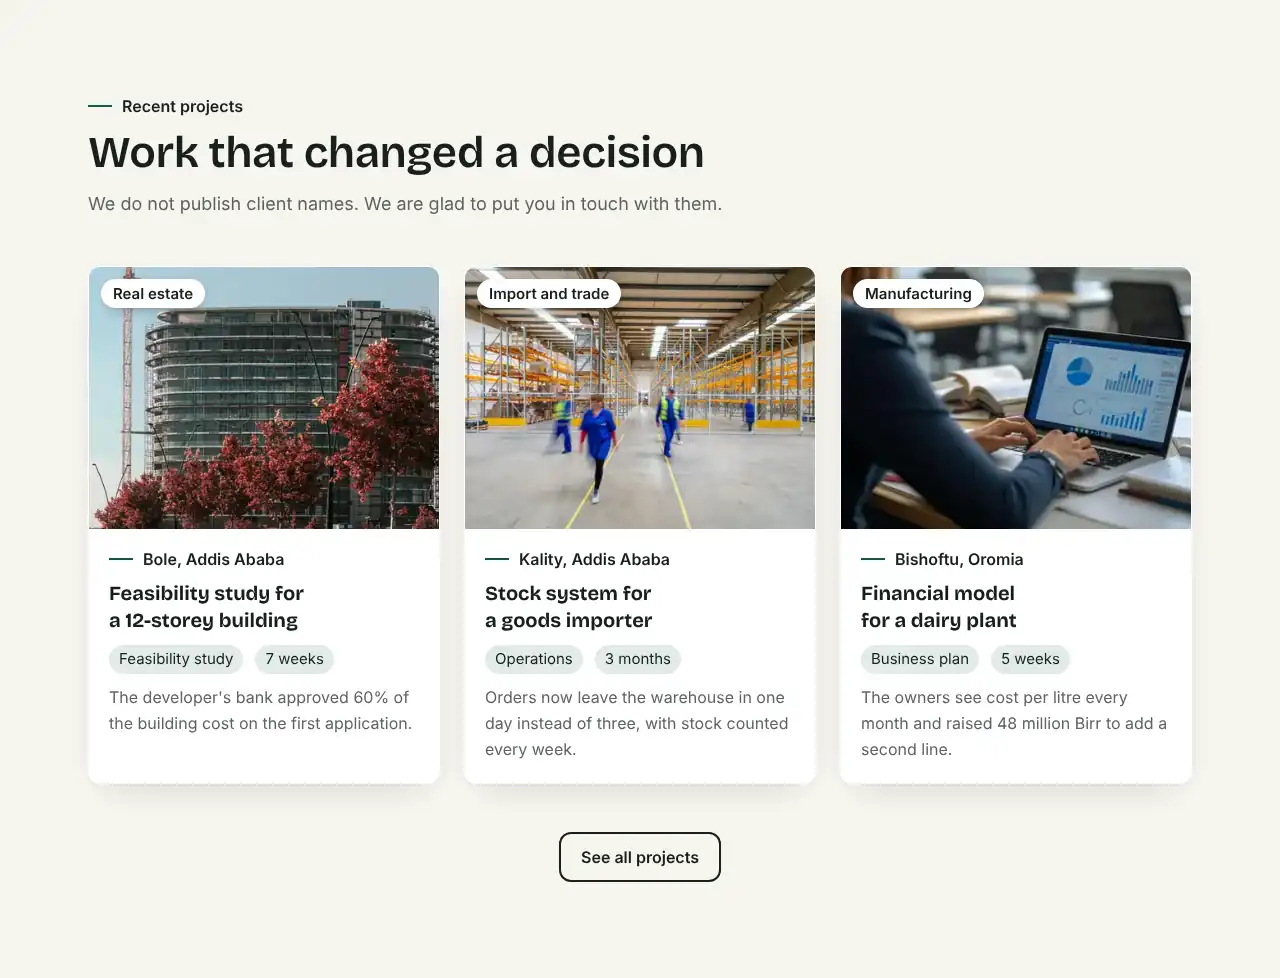 Recent projects
Work that changed a decision
We do not publish client names. We are glad to put you in touch with them.
Real estate
Bole, Addis Ababa
Feasibility study for
a 12-storey building
Feasibility study
7 weeks
The developer's bank approved 60% of
the building cost on the first application.
Import and trade
Kality, Addis Ababa
Stock system for
a goods importer
Operations
3 months
Orders now leave the warehouse in one
day instead of three, with stock counted
every week.
Manufacturing
Bishoftu, Oromia
Financial model
for a dairy plant
Business plan
5 weeks
The owners see cost per litre every
month and raised 48 million Birr to add a
second line.
See all projects